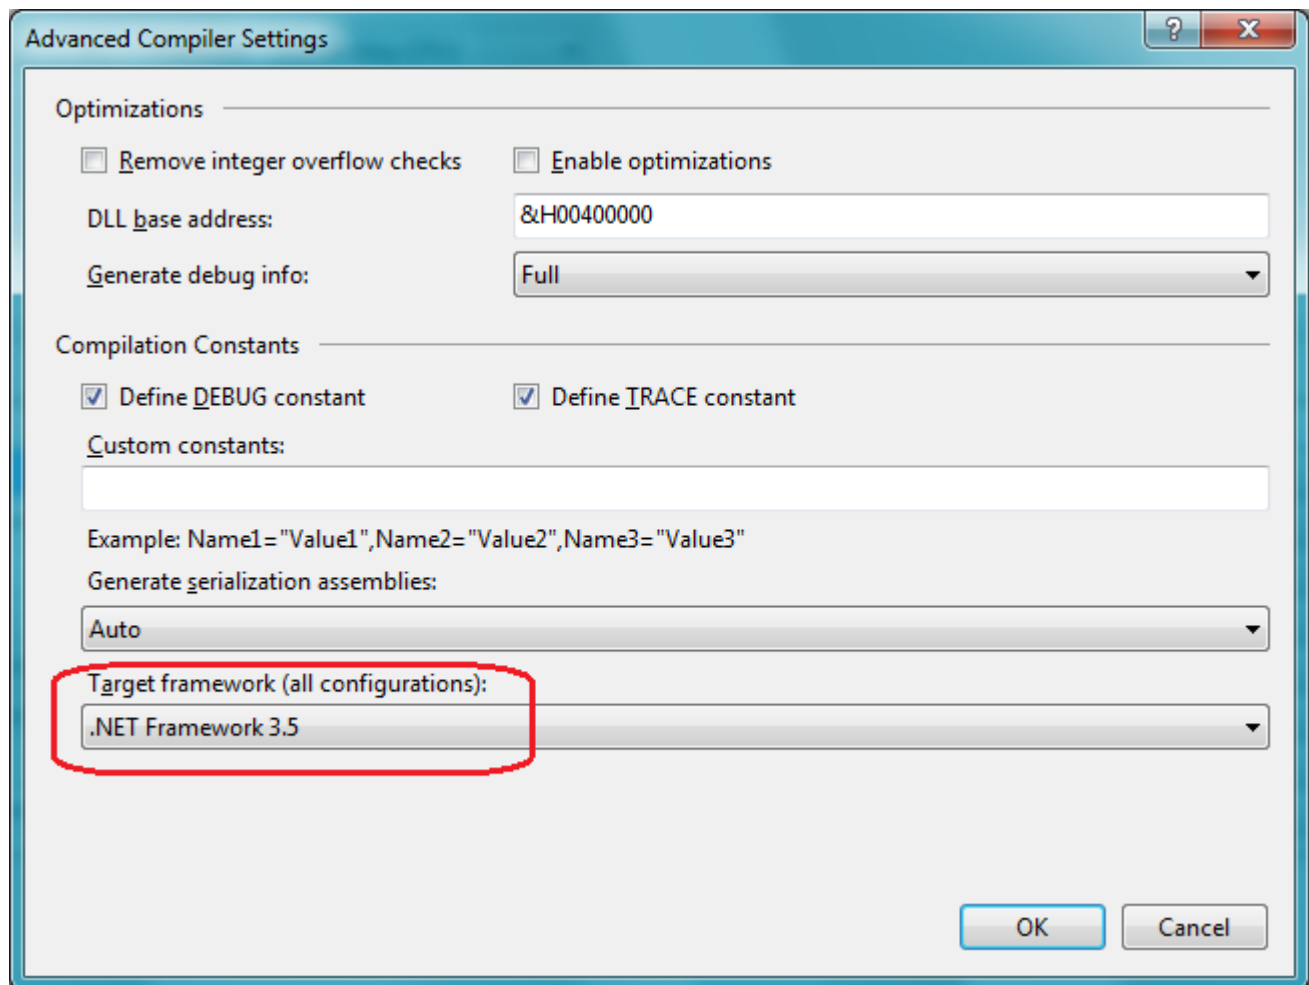 Advanced Compiler Settings
?
Optimizations
Remove integer overflow checks
Enable optimizations
DLL base address:
&H00400000
Generate debug info:
Full
Compilation Constants
Define DEBUG constant
Define TRACE constant
Custom constants:
Example: Name1="Value1",Name2="Value2",Name3="Value3"
Generate serialization assemblies:
Auto
Target framework (all configurations):
.NET Framework 3.5
OK
Cancel